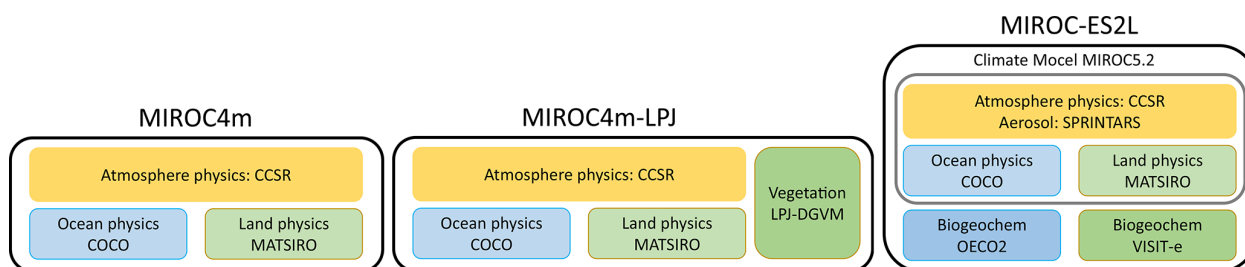 MIROC4m
Atmosphere physics: CCSR
Ocean physics
COCO
Land physics
MATSIRO
MIROC4m-LPJ
Atmosphere physics: CCSR
Ocean physics
COCO
Land physics
MATSIRO
Vegetation
LPJ-DGVM
MIROC-ES2L
Climate Mocel MIROC5.2
Atmosphere physics: CCSR
Aerosol: SPRINTARS
Ocean physics
COCO
Land physics
MATSIRO
Biogeochem
OECO2
Biogeochem
VISIT-e